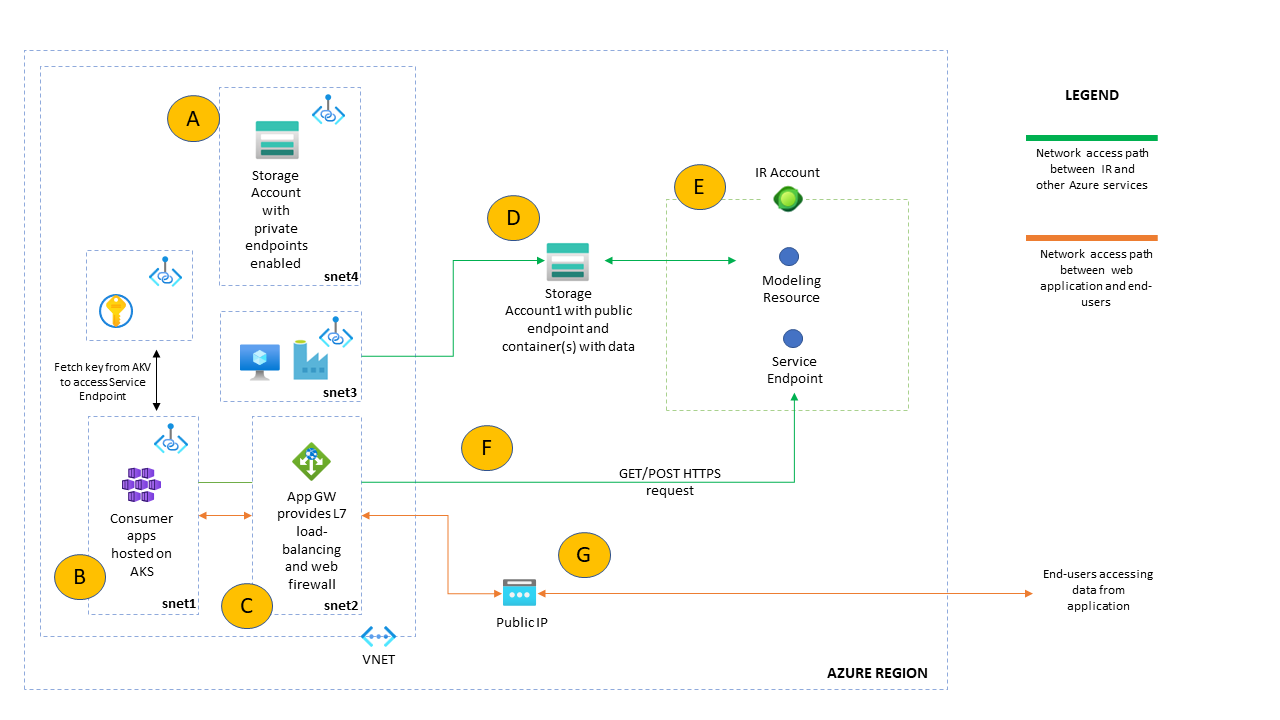 A
Storage
Account
with
private
endpoints
enabled
snet4
Fetch key from AKV
to access Service
Endpoint
snet3
B
Consumer
apps
hosted on
AKS
snet1
C
App GW
provides L7
load-
balancing
and web
firewall
snet2
VNET
D
Storage
Account1 with public
endpoint and
container(s) with data
E
IR Account
Modeling
Resource
Service
Endpoint
F
GET/POST HTTPS
request
G
Public IP
AZURE REGION
LEGEND
Network access path
between IR and
other Azure services
Network access path
between web
application and end-
users
End-users accessing
data from
application